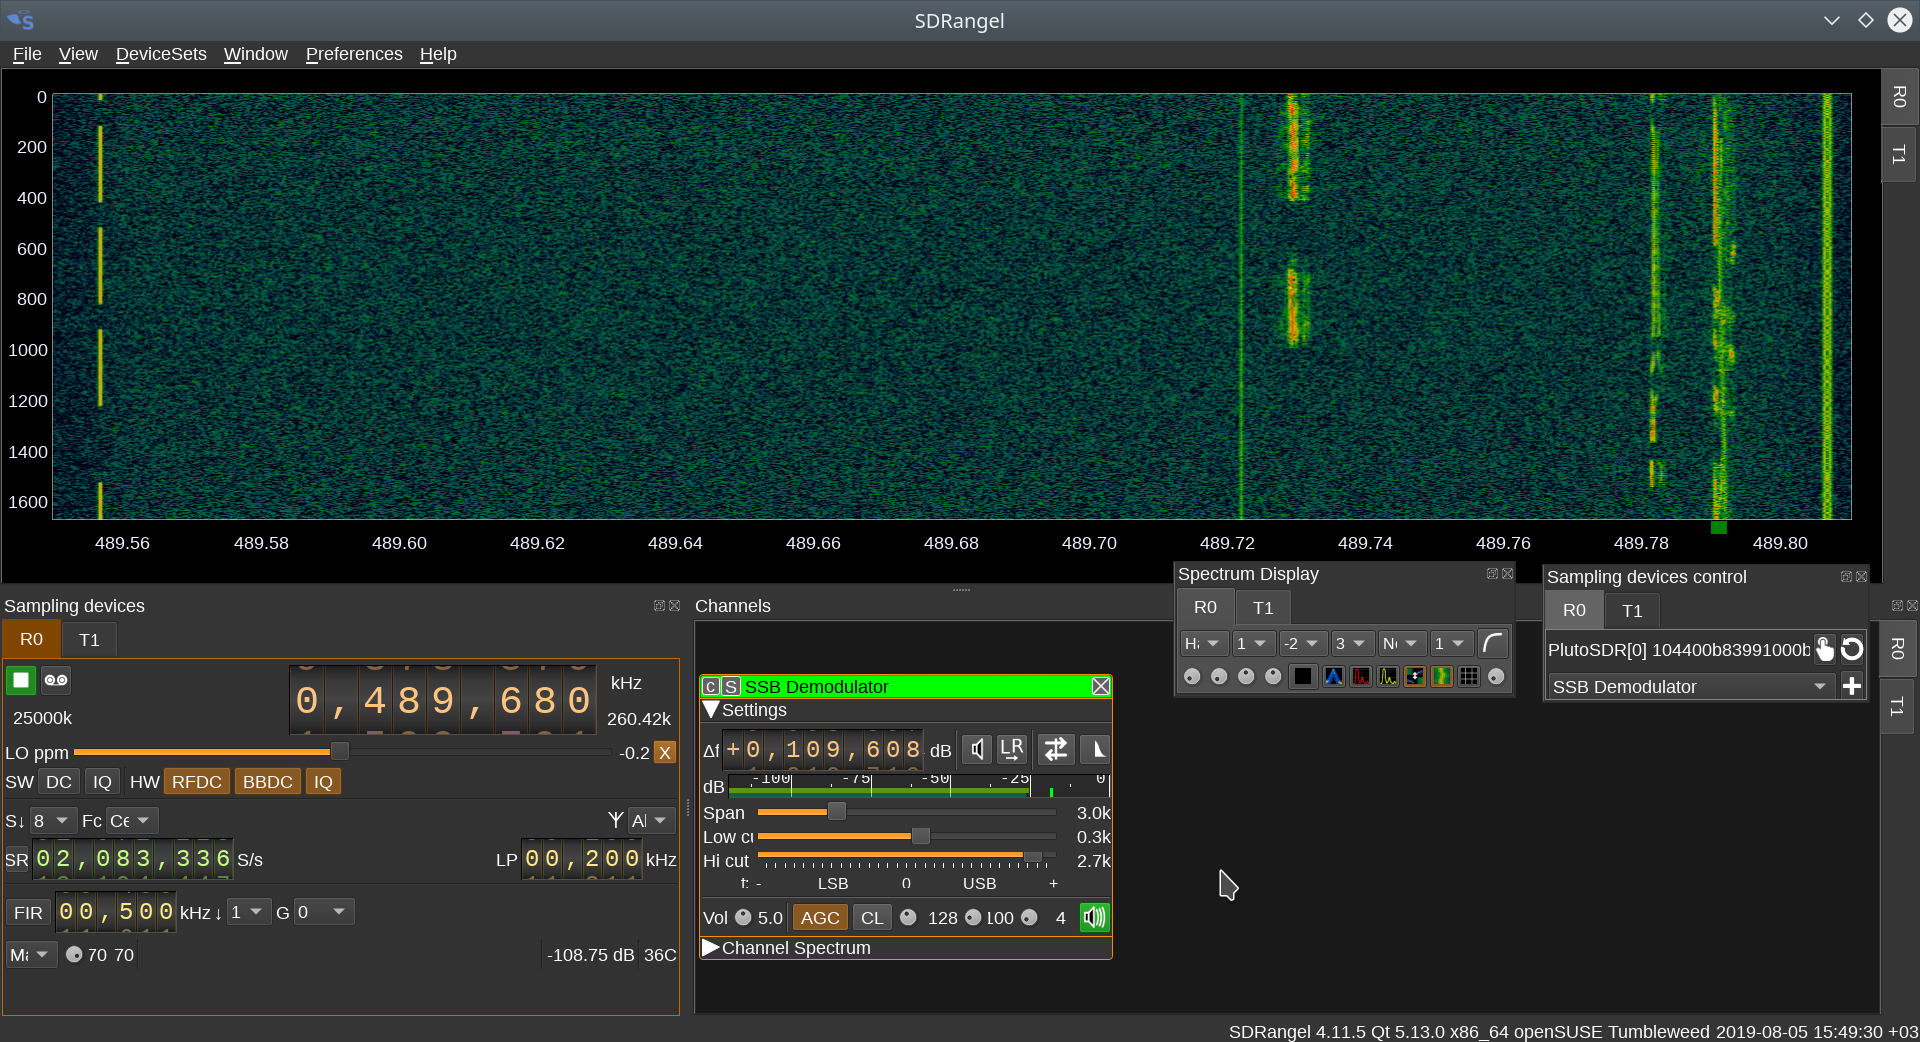 SDRangel
File View DeviceSets Window Preferences Help
0
200
400
600
800
1000
1200
1400
1600
489.56 489.58 489.60 489.62 489.64 489.66 489.68 489.70 489.72 489.74 489.76 489.78 489.80
R0
T1
Sampling devices
R0 T1
0,489,680 kHz
25000k 260.42k
LO ppm -0.2 X
SW DC IQ HW RFDC BBDC IQ
S↓ 8 Fc Ce A
SR 02,083,336 S/s LP 00,200 kHz
FIR 00,500 kHz ↓ 1 G 0
Ma 70 70 -108.75 dB 36C
Channels
C S SSB Demodulator
Settings
Δf +0,109,608 dB LR
dB -100 -75 -50 -25 0
Span 3.0k
Low cu 0.3k
Hi cut 2.7k
f: - LSB 0 USB +
Vol 5.0 AGC CL 128 100 4
Channel Spectrum
Spectrum Display
R0 T1
Ha 1 -2 3 No 1
Sampling devices control
R0 T1
PlutoSDR[0] 104400b83991000b
SSB Demodulator
R0
T1
SDRangel 4.11.5 Qt 5.13.0 x86_64 openSUSE Tumbleweed 2019-08-05 15:49:30 +03